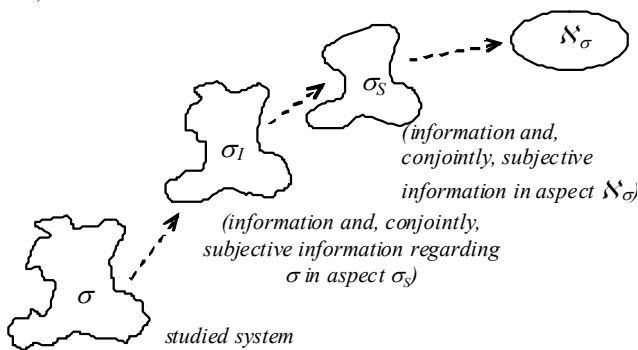 ℵσ
σS
(information and,
conjointly, subjective
information in aspect ℵσ)
σI
(information and, conjointly,
subjective information regarding
σ in aspect σS)
σ
studied system